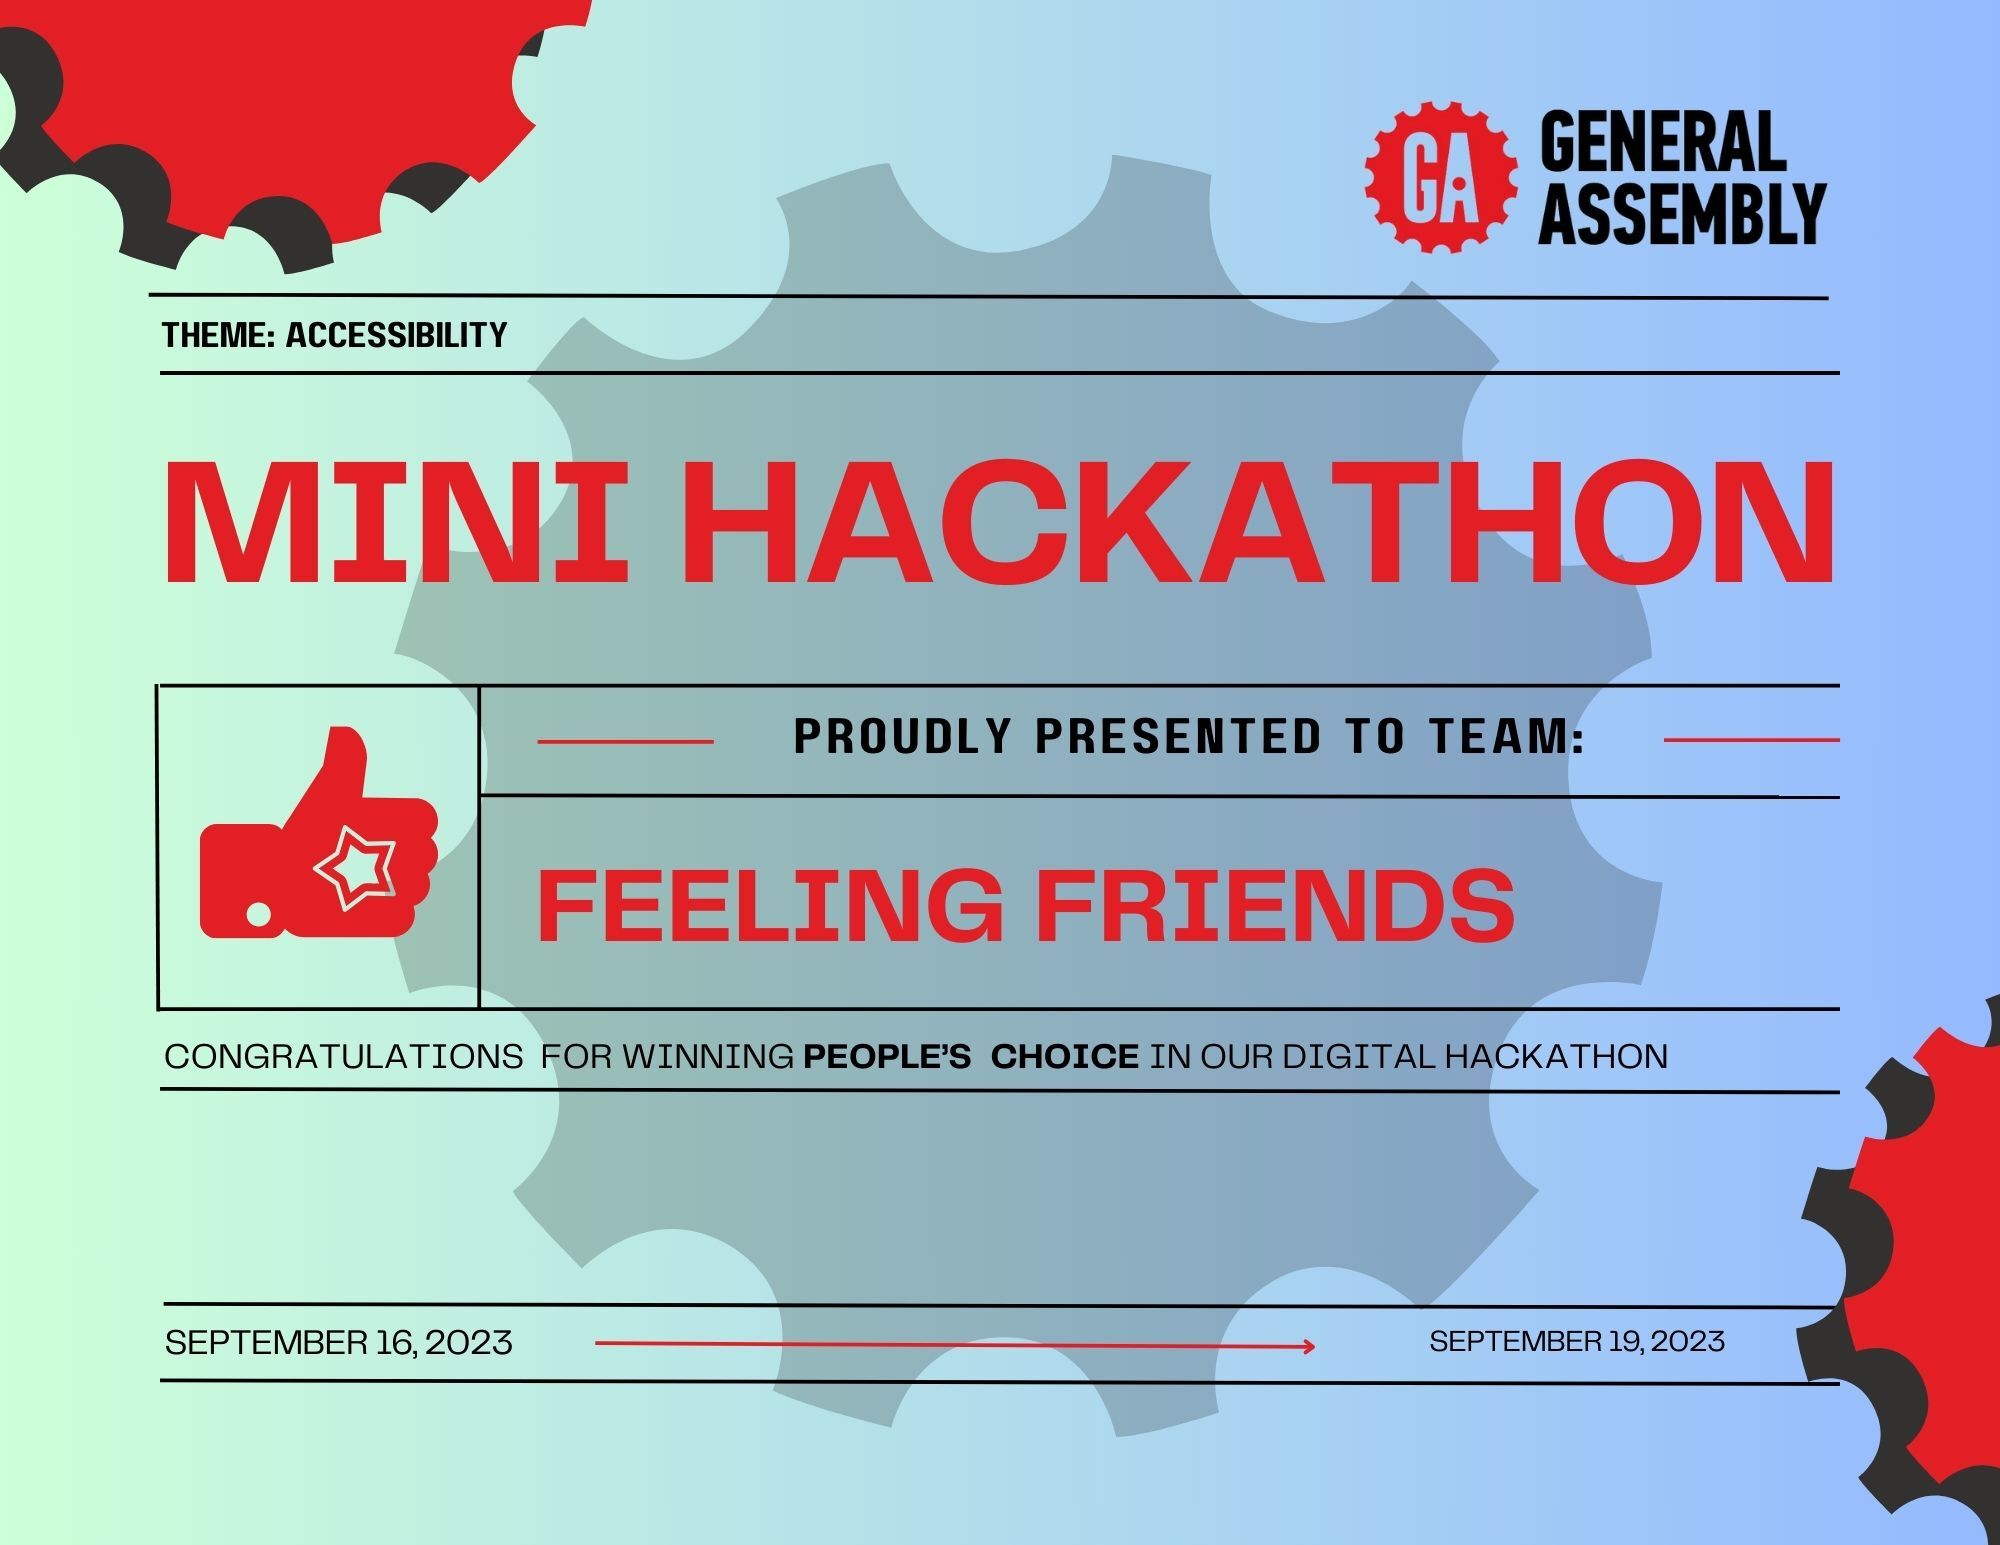 GA GENERAL
ASSEMBLY
THEME: ACCESSIBILITY
MINI HACKATHON
PROUDLY PRESENTED TO TEAM:
FEELING FRIENDS
CONGRATULATIONS FOR WINNING PEOPLE'S CHOICE IN OUR DIGITAL HACKATHON
SEPTEMBER 16, 2023
SEPTEMBER 19, 2023